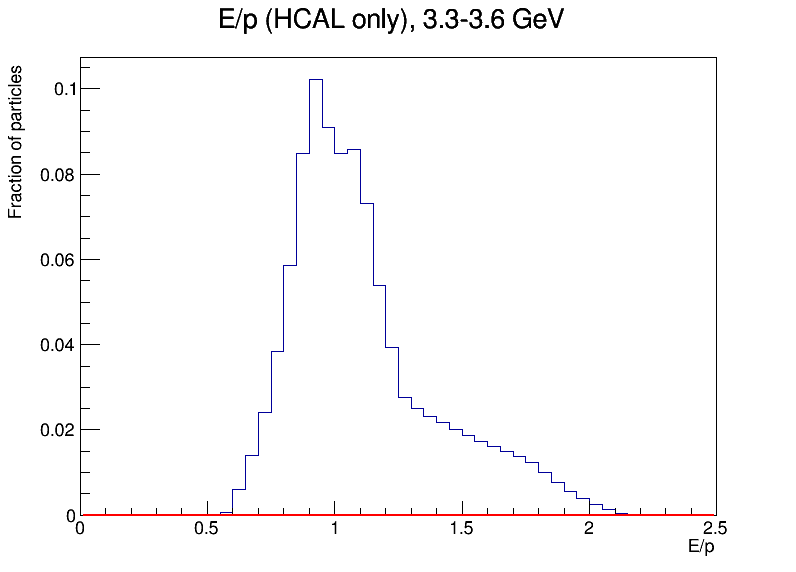 E/p (HCAL only), 3.3-3.6 GeV
Fraction of particles
0.1
0.08
0.06
0.04
0.02
0
0 0.5 1 1.5 2 2.5
E/p